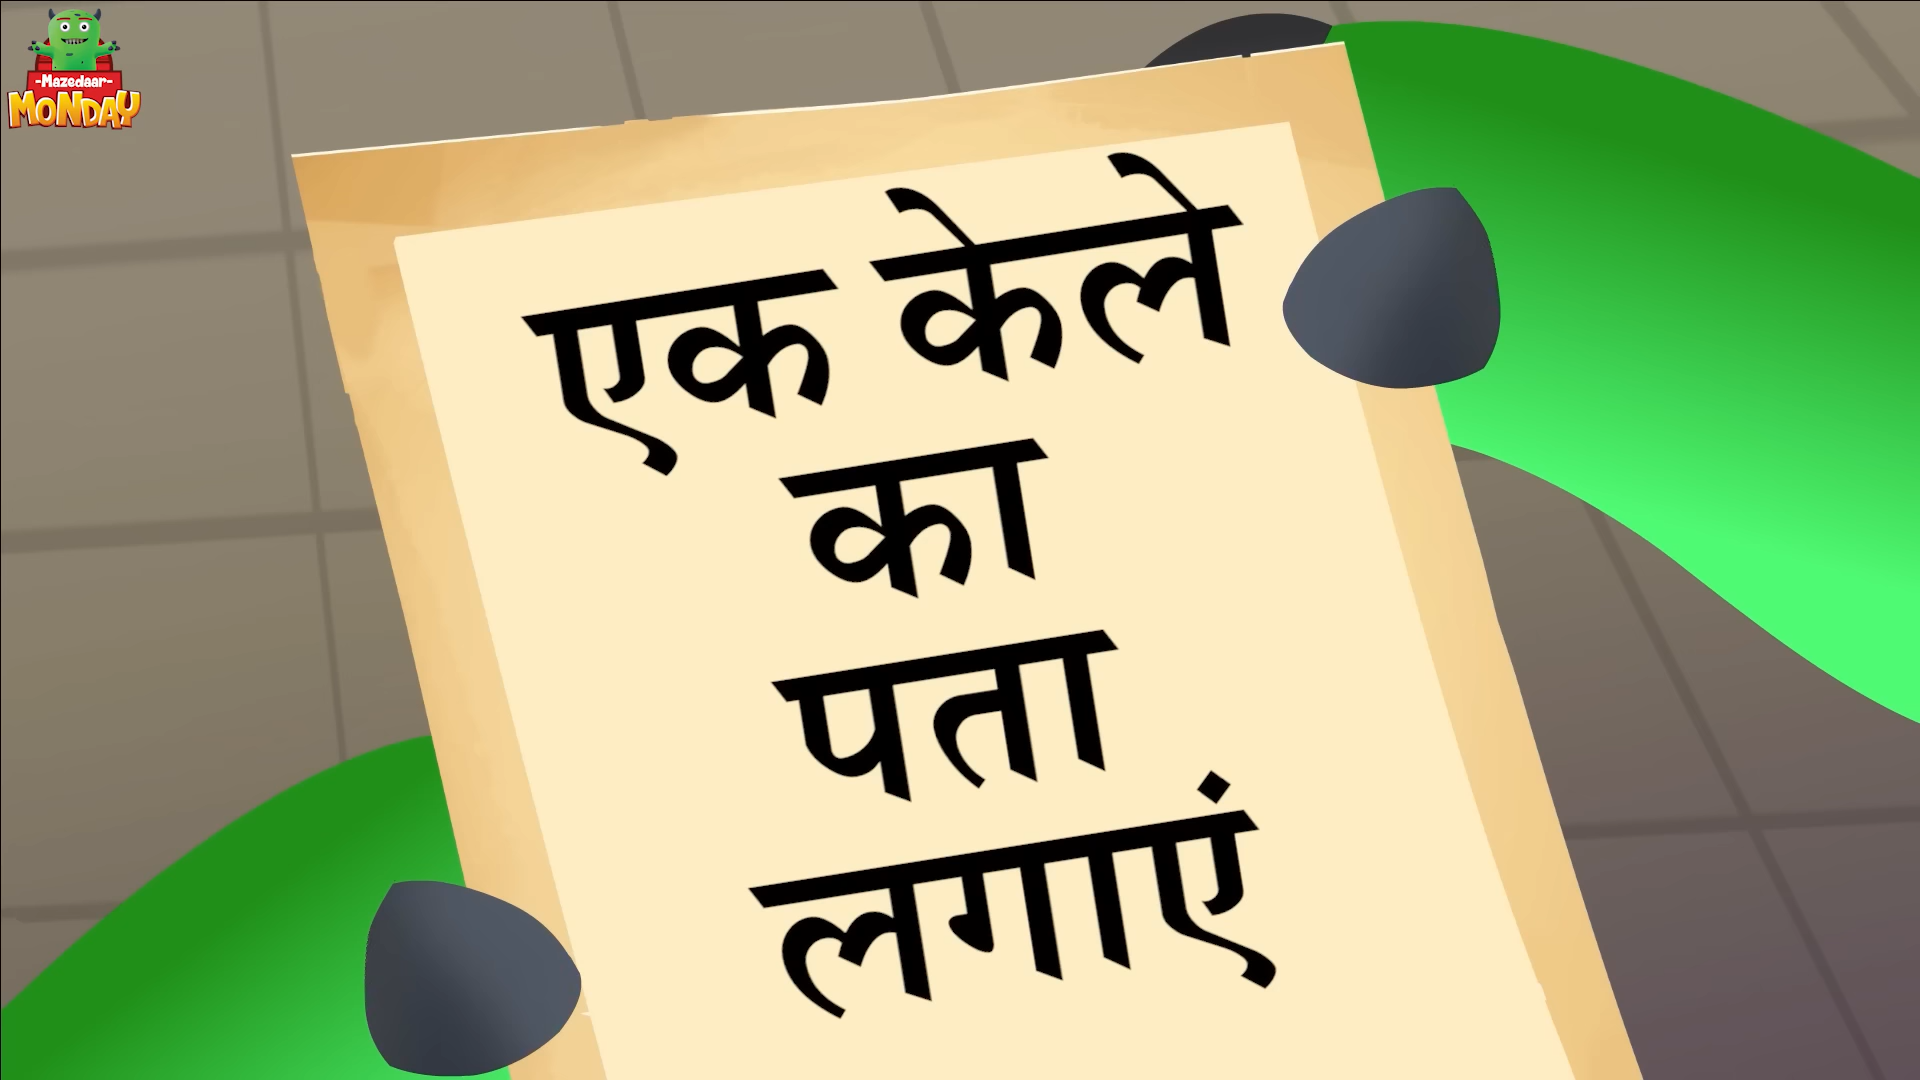 -Mazedaar-
MONDAY
एक केले
का
पता
लगाएं